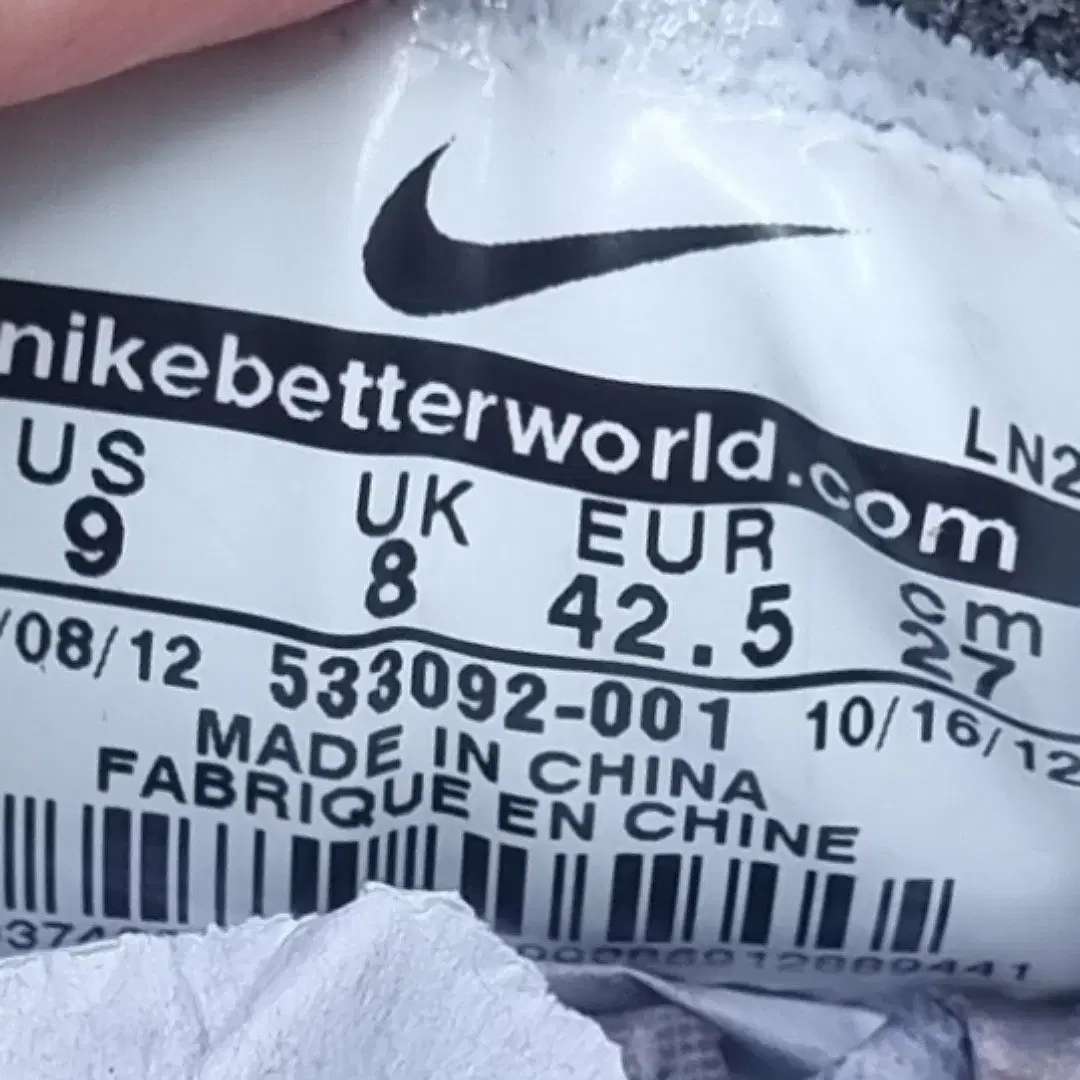 nikebetterworld.com
LN2
US UK EUR cm
9 8 42.5 27
/08/12 533092-001 10/16/12
MADE IN CHINA
FABRIQUE EN CHINE